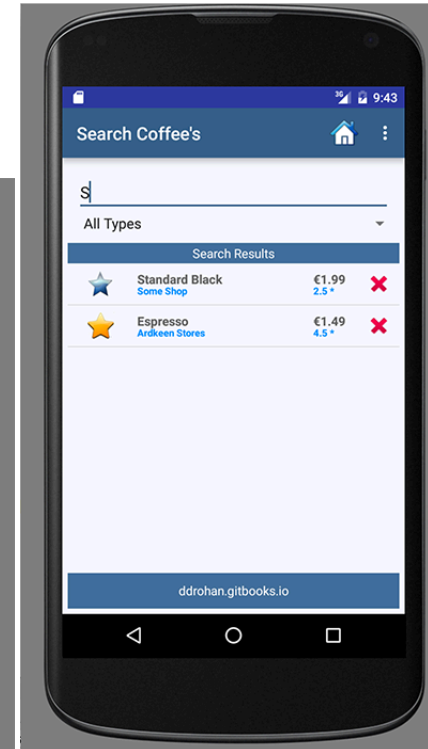 3G 9:43
Search Coffee's
S
All Types
Search Results
Standard Black €1.99
Some Shop 2.5 *
Espresso €1.49
Ardkeen Stores 4.5 *
ddrohan.gitbooks.io